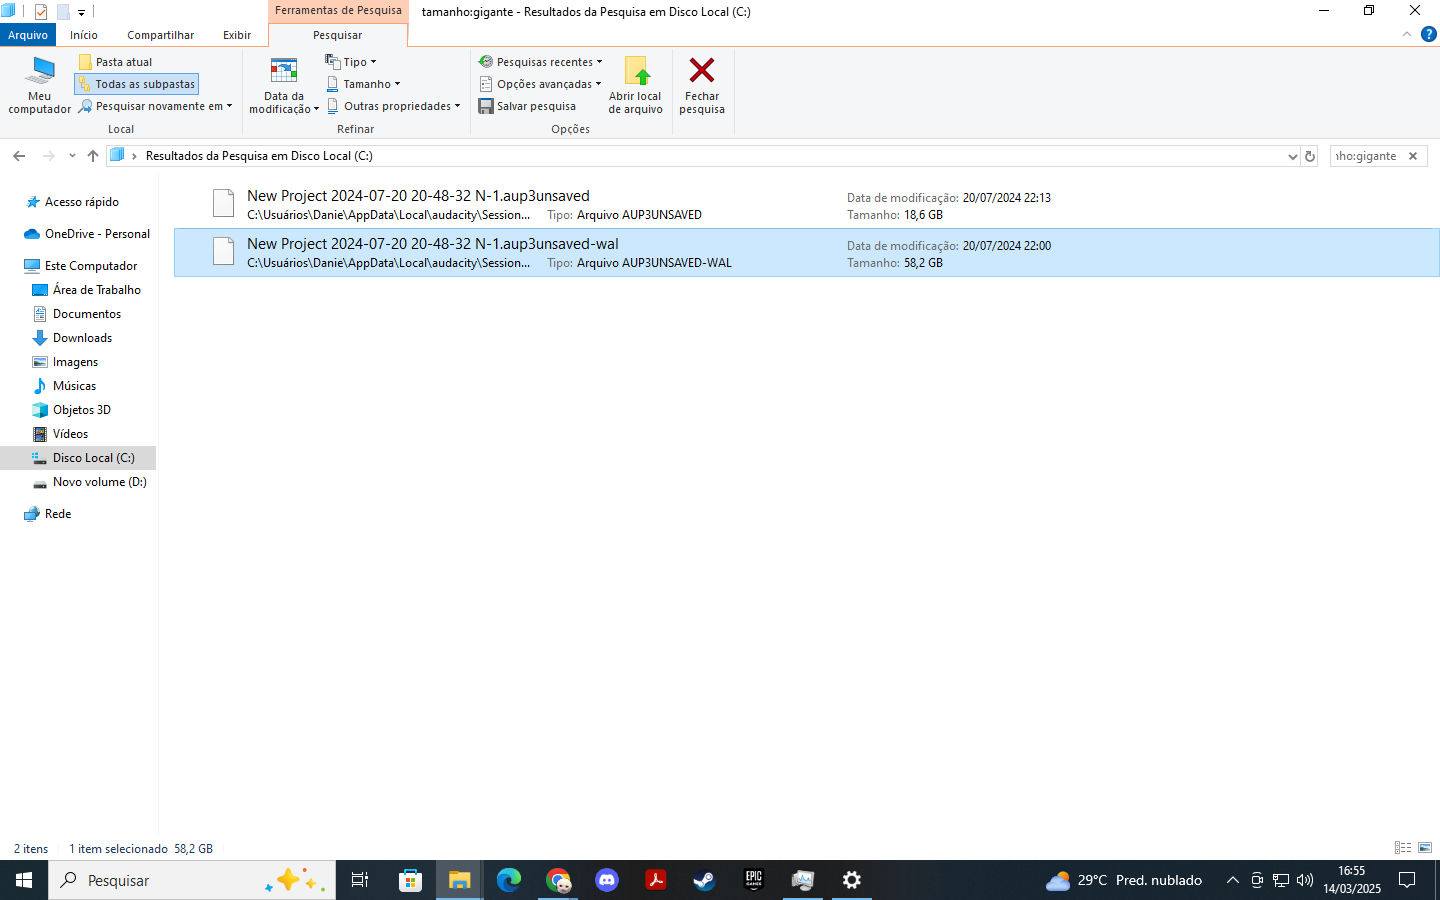 Ferramentas de Pesquisa
tamanho:gigante - Resultados da Pesquisa em Disco Local (C:)
Arquivo
Início
Compartilhar
Exibir
Pesquisar
Meu computador
Pasta atual
Todas as subpastas
Pesquisar novamente em
Local
Data da modificação
Tipo
Tamanho
Outras propriedades
Refinar
Pesquisas recentes
Opções avançadas
Salvar pesquisa
Abrir local de arquivo
Opções
Fechar pesquisa
Resultados da Pesquisa em Disco Local (C:)
ho:gigante
Acesso rápido
OneDrive - Personal
Este Computador
Área de Trabalho
Documentos
Downloads
Imagens
Músicas
Objetos 3D
Vídeos
Disco Local (C:)
Novo volume (D:)
Rede
New Project 2024-07-20 20-48-32 N-1.aup3unsaved
C:\Usuários\Danie\AppData\Local\audacity\Session... Tipo: Arquivo AUP3UNSAVED
Data de modificação: 20/07/2024 22:13
Tamanho: 18,6 GB
New Project 2024-07-20 20-48-32 N-1.aup3unsaved-wal
C:\Usuários\Danie\AppData\Local\audacity\Session... Tipo: Arquivo AUP3UNSAVED-WAL
Data de modificação: 20/07/2024 22:00
Tamanho: 58,2 GB
2 itens
1 item selecionado 58,2 GB
Pesquisar
EPIC GAMES
29°C Pred. nublado
16:55
14/03/2025